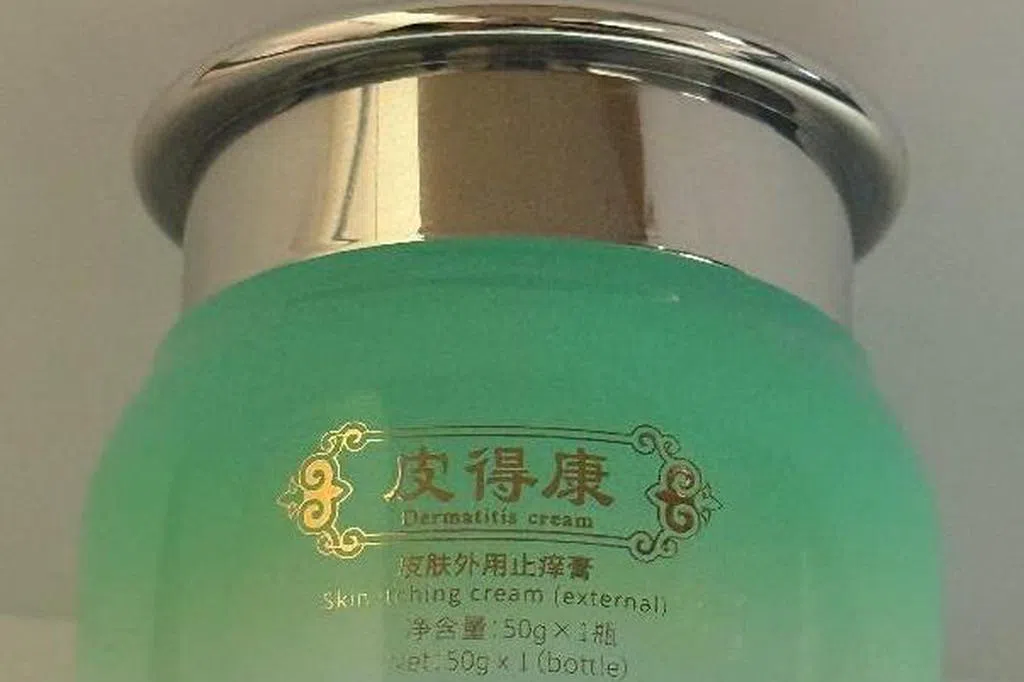 皮得康
Dermatitis cream
皮肤外用止痒膏
Skin itching cream (external)
净含量:50g×1瓶
Net:50g x 1 (bottle)